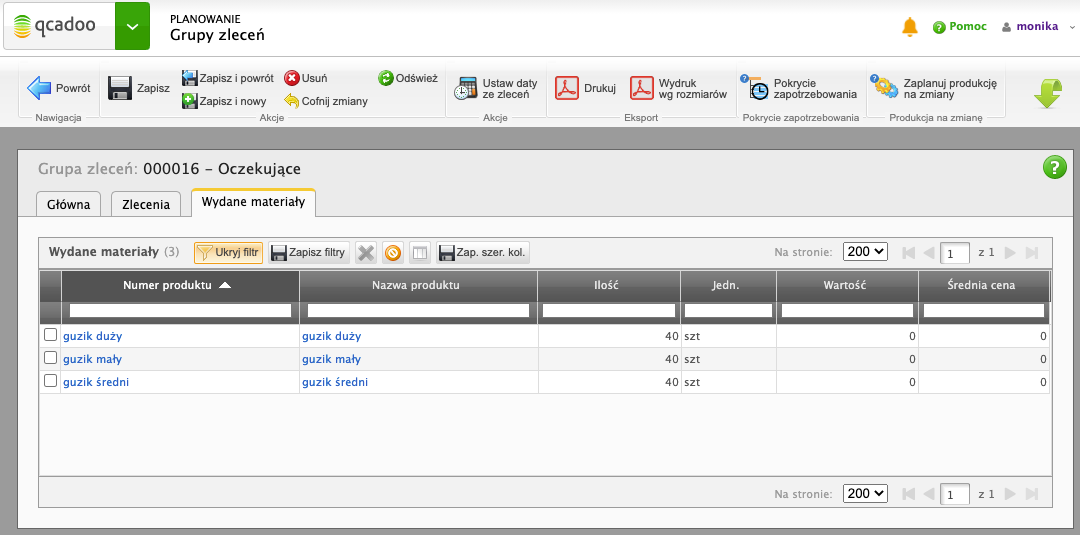 qcadoo
PLANOWANIE
Grupy zleceń
Pomoc
monika
Powrót
Nawigacja
Zapisz
Zapisz i powrót
Usuń
Odśwież
Zapisz i nowy
Cofnij zmiany
Akcje
Ustaw daty
ze zleceń
Akcje
Drukuj
Wydruk
wg rozmiarów
Eksport
Pokrycie
zapotrzebowania
Pokrycie zapotrzebowania
Zaplanuj produkcję
na zmiany
Produkcja na zmianę
Grupa zleceń: 000016 – Oczekujące
Główna
Zlecenia
Wydane materiały
Wydane materiały (3)
Ukryj filtr
Zapisz filtry
Zap. szer. kol.
Na stronie: 200 1 z 1
Numer produktu Nazwa produktu Ilość Jedn. Wartość Średnia cena
guzik duży guzik duży 40 szt 0 0
guzik mały guzik mały 40 szt 0 0
guzik średni guzik średni 40 szt 0 0
Na stronie: 200 1 z 1